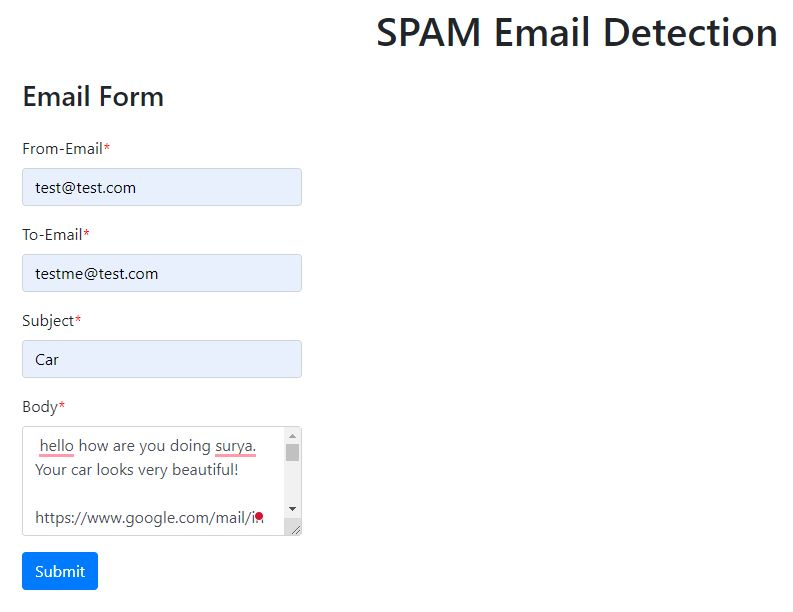 SPAM Email Detection
Email Form
From-Email*
test@test.com
To-Email*
testme@test.com
Subject*
Car
Body*
hello how are you doing surya.
Your car looks very beautiful!
https://www.google.com/mail/in
Submit